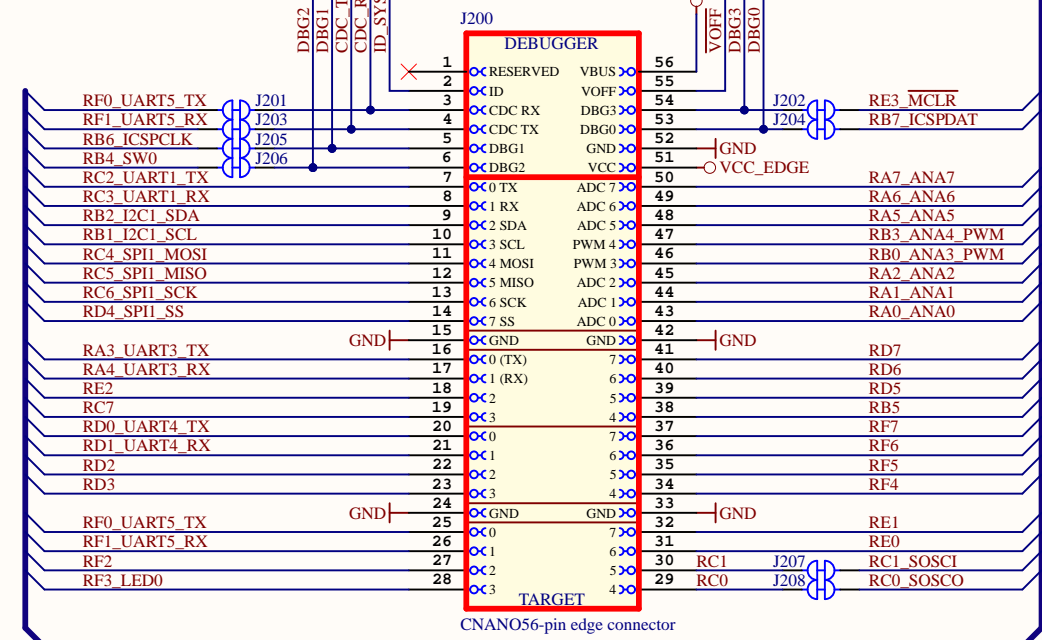 DBG2
DBG1
CDC_T
CDC_R
ID_SYS
VOFF
DBG3
DBG0
J200
DEBUGGER
1 RESERVED VBUS 56
2 ID VOFF 55
RF0_UART5_TX J201 3 CDC RX DBG3 54 J202 RE3_MCLR
RF1_UART5_RX J203 4 CDC TX DBG0 53 J204 RB7_ICSPDAT
RB6_ICSPCLK J205 5 DBG1 GND 52 GND
RB4_SW0 J206 6 DBG2 VCC 51 VCC_EDGE
RC2_UART1_TX 7 0 TX ADC 7 50 RA7_ANA7
RC3_UART1_RX 8 1 RX ADC 6 49 RA6_ANA6
RB2_I2C1_SDA 9 2 SDA ADC 5 48 RA5_ANA5
RB1_I2C1_SCL 10 3 SCL PWM 4 47 RB3_ANA4_PWM
RC4_SPI1_MOSI 11 4 MOSI PWM 3 46 RB0_ANA3_PWM
RC5_SPI1_MISO 12 5 MISO ADC 2 45 RA2_ANA2
RC6_SPI1_SCK 13 6 SCK ADC 1 44 RA1_ANA1
RD4_SPI1_SS 14 7 SS ADC 0 43 RA0_ANA0
GND 15 GND GND 42 GND
RA3_UART3_TX 16 0 (TX) 7 41 RD7
RA4_UART3_RX 17 1 (RX) 6 40 RD6
RE2 18 2 5 39 RD5
RC7 19 3 4 38 RB5
RD0_UART4_TX 20 0 7 37 RF7
RD1_UART4_RX 21 1 6 36 RF6
RD2 22 2 5 35 RF5
RD3 23 3 4 34 RF4
GND 24 GND GND 33 GND
RF0_UART5_TX 25 0 7 32 RE1
RF1_UART5_RX 26 1 6 31 RE0
RF2 27 2 5 30 RC1 J207 RC1_SOSCI
RF3_LED0 28 3 4 29 RC0 J208 RC0_SOSCO
TARGET
CNANO56-pin edge connector